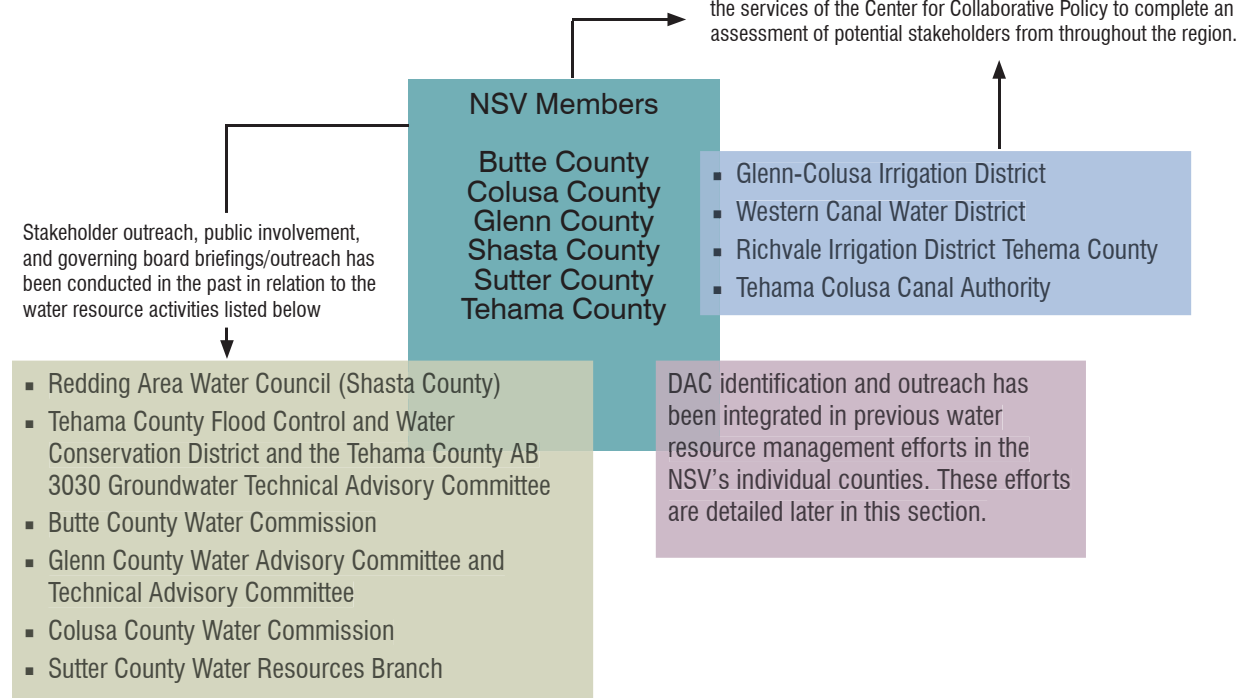 the services of the Center for Collaborative Policy to complete an
assessment of potential stakeholders from throughout the region.
NSV Members
Butte County
Colusa County
Glenn County
Shasta County
Sutter County
Tehama County
▪ Glenn-Colusa Irrigation District
▪ Western Canal Water District
▪ Richvale Irrigation District Tehema County
▪ Tehama Colusa Canal Authority
Stakeholder outreach, public involvement,
and governing board briefings/outreach has
been conducted in the past in relation to the
water resource activities listed below
▪ Redding Area Water Council (Shasta County)
▪ Tehama County Flood Control and Water
Conservation District and the Tehama County AB
3030 Groundwater Technical Advisory Committee
▪ Butte County Water Commission
▪ Glenn County Water Advisory Committee and
Technical Advisory Committee
▪ Colusa County Water Commission
▪ Sutter County Water Resources Branch
DAC identification and outreach has
been integrated in previous water
resource management efforts in the
NSV's individual counties. These efforts
are detailed later in this section.